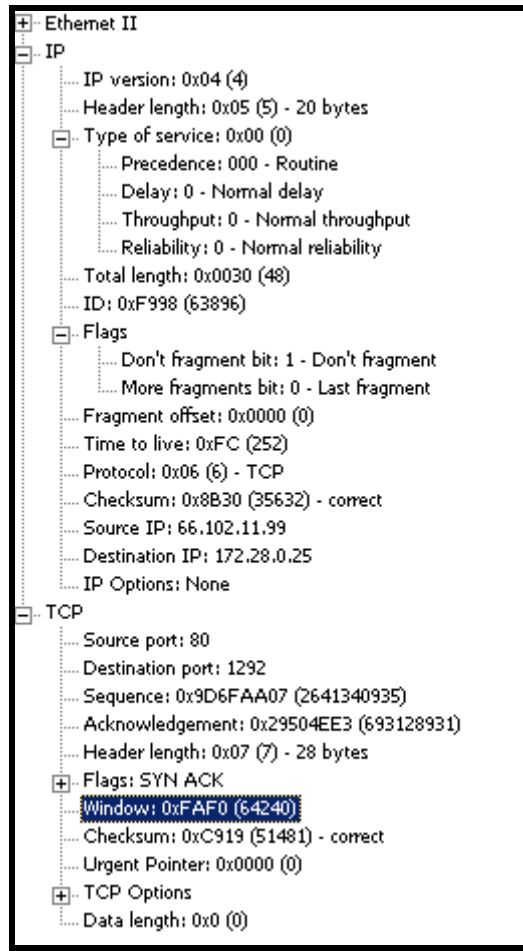 Ethernet II
IP
IP version: 0x04 (4)
Header length: 0x05 (5) - 20 bytes
Type of service: 0x00 (0)
Precedence: 000 - Routine
Delay: 0 - Normal delay
Throughput: 0 - Normal throughput
Reliability: 0 - Normal reliability
Total length: 0x0030 (48)
ID: 0xF998 (63896)
Flags
Don't fragment bit: 1 - Don't fragment
More fragments bit: 0 - Last fragment
Fragment offset: 0x0000 (0)
Time to live: 0xFC (252)
Protocol: 0x06 (6) - TCP
Checksum: 0x8B30 (35632) - correct
Source IP: 66.102.11.99
Destination IP: 172.28.0.25
IP Options: None
TCP
Source port: 80
Destination port: 1292
Sequence: 0x9D6FAA07 (2641340935)
Acknowledgement: 0x29504EE3 (693128931)
Header length: 0x07 (7) - 28 bytes
Flags: SYN ACK
Window: 0xFAF0 (64240)
Checksum: 0xC919 (51481) - correct
Urgent Pointer: 0x0000 (0)
TCP Options
Data length: 0x0 (0)